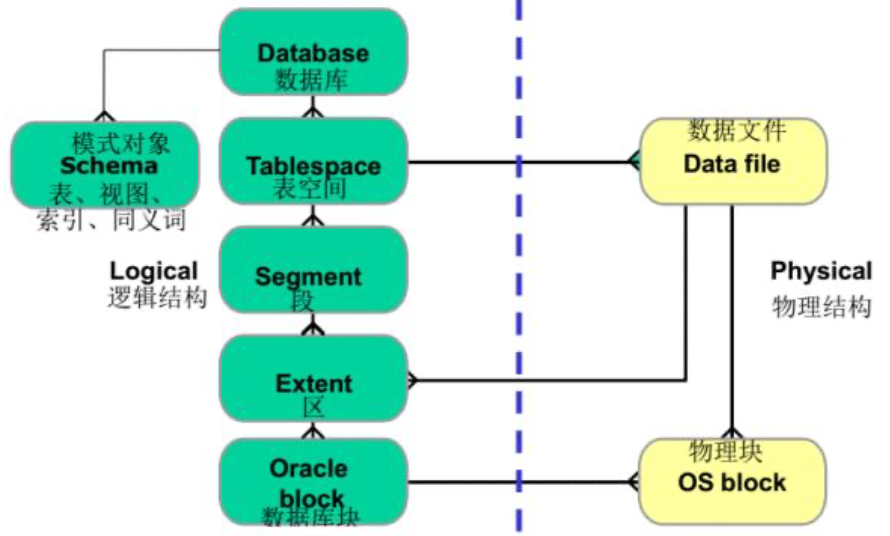 Database
数据库
模式对象
Schema
表、视图、
索引、同义词
Tablespace
表空间
数据文件
Data file
Logical
逻辑结构
Segment
段
Physical
物理结构
Extent
区
Oracle
block
数据库块
物理块
OS block